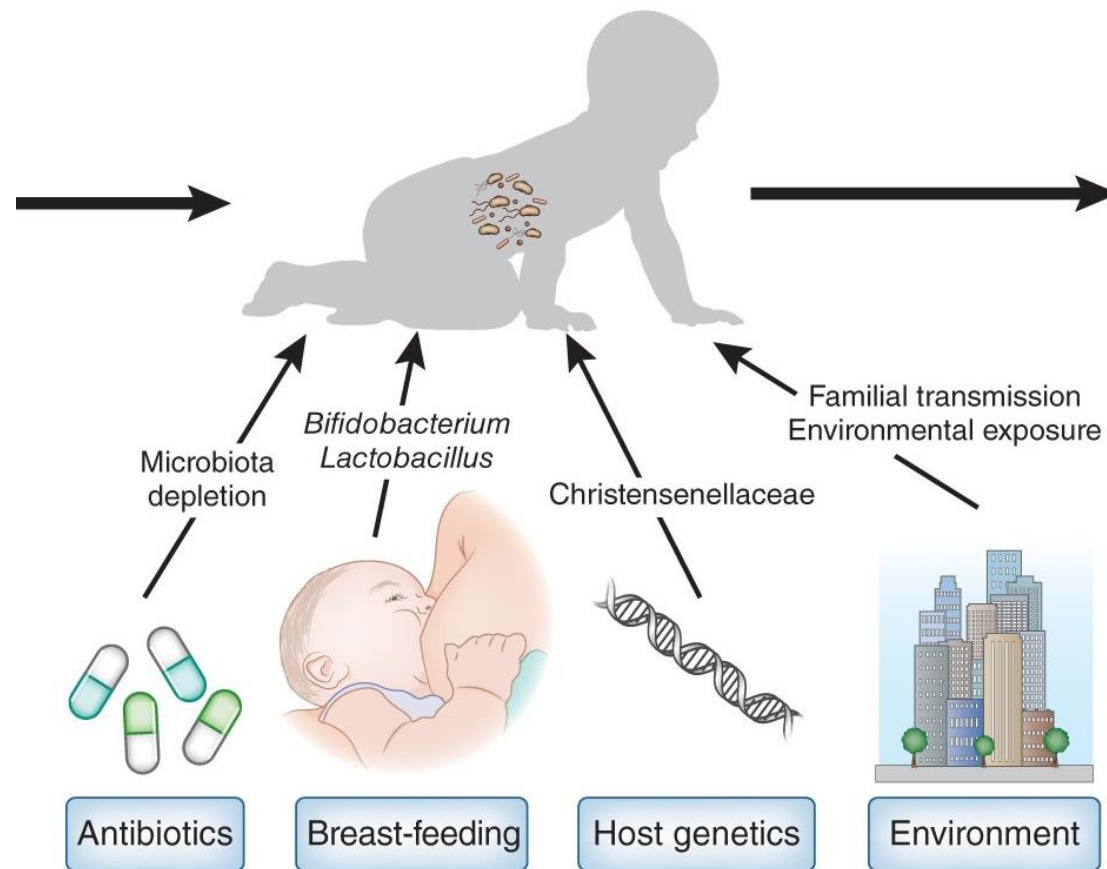 Familial transmission
Environmental exposure
Bifidobacterium
Lactobacillus
Microbiota
depletion
Christensenellaceae
Antibiotics
Breast-feeding
Host genetics
Environment